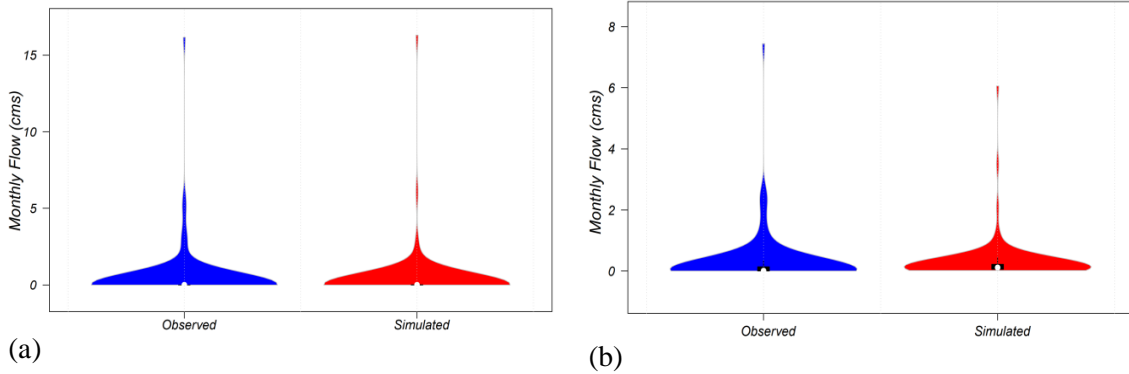 Monthly Flow (cms)
15
10
5
0
Observed
Simulated
(a)
Monthly Flow (cms)
8
6
4
2
0
Observed
Simulated
(b)